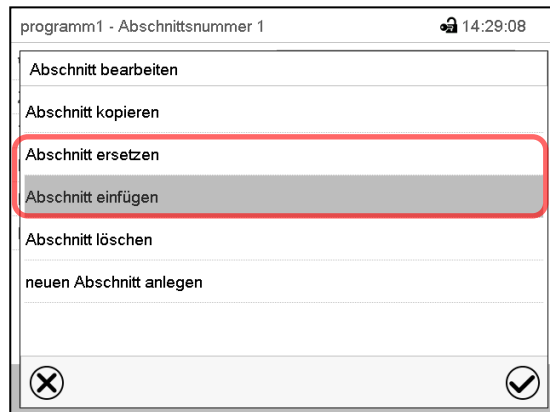 programm1 - Abschnittsnummer 1 14:29:08
Abschnitt bearbeiten
Abschnitt kopieren
Abschnitt ersetzen
Abschnitt einfügen
Abschnitt löschen
neuen Abschnitt anlegen